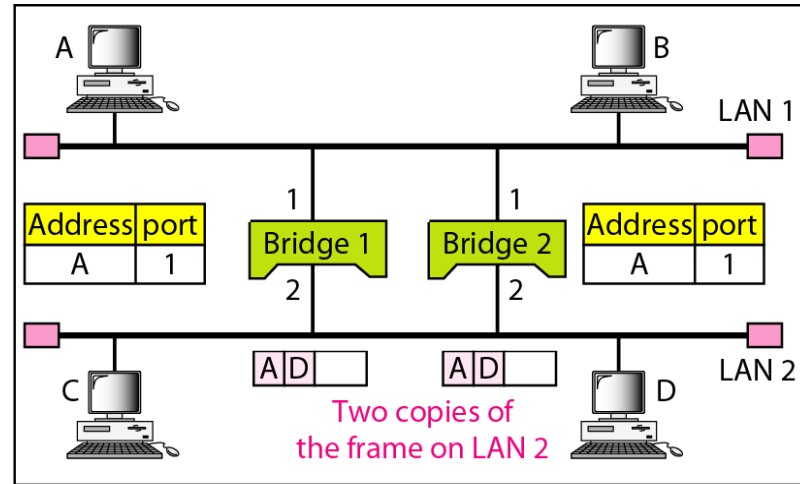 A
B
LAN 1
1
1
Address port
A 1
Bridge 1
Bridge 2
Address port
A 1
2
2
A D
A D
C
D
LAN 2
Two copies of
the frame on LAN 2